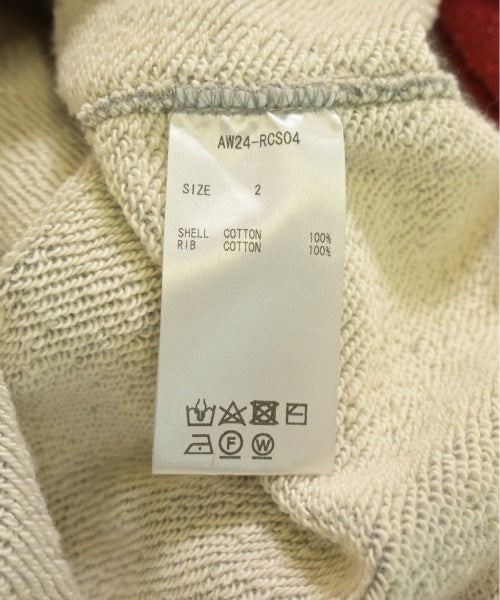 AW24-RCS04
SIZE 2
SHELL COTTON 100%
RIB COTTON 100%
F W